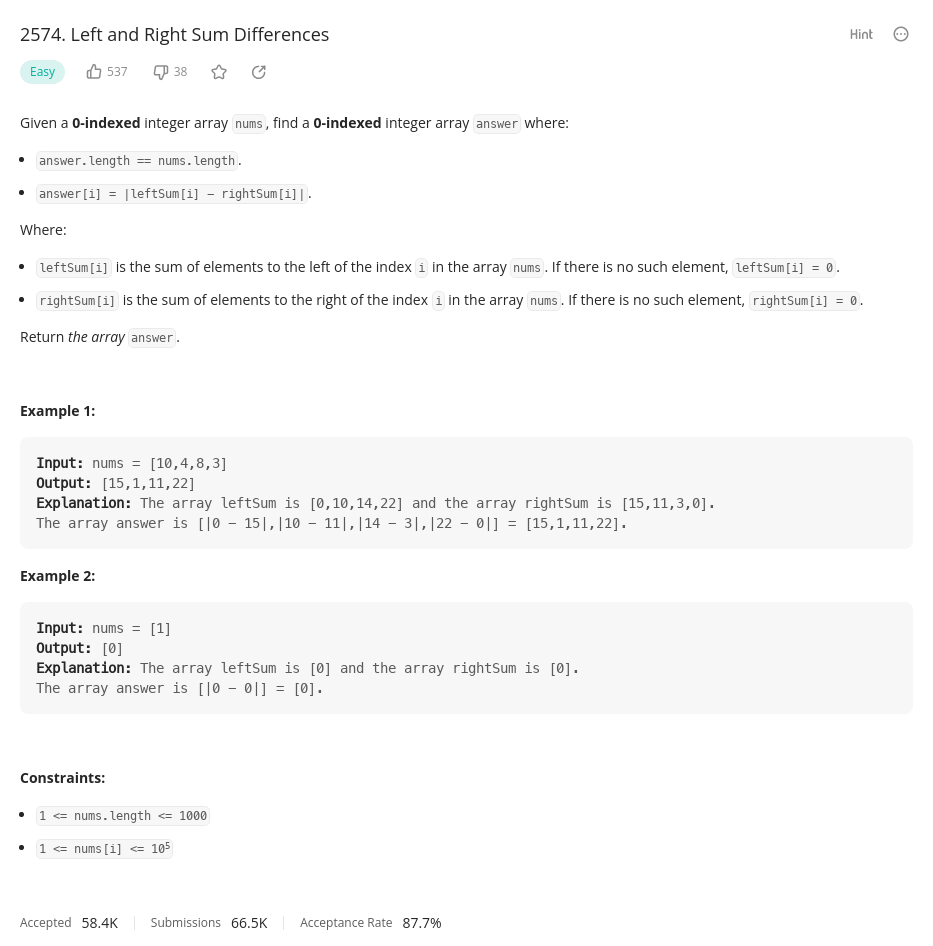 2574. Left and Right Sum Differences
Hint
Easy 537 38
Given a 0-indexed integer array nums, find a 0-indexed integer array answer where:
• answer.length == nums.length.
• answer[i] = |leftSum[i] - rightSum[i]|.
Where:
• leftSum[i] is the sum of elements to the left of the index i in the array nums. If there is no such element, leftSum[i] = 0.
• rightSum[i] is the sum of elements to the right of the index i in the array nums. If there is no such element, rightSum[i] = 0.
Return the array answer.
Example 1:
Input: nums = [10,4,8,3]
Output: [15,1,11,22]
Explanation: The array leftSum is [0,10,14,22] and the array rightSum is [15,11,3,0].
The array answer is [|0 - 15|,|10 - 11|,|14 - 3|,|22 - 0|] = [15,1,11,22].
Example 2:
Input: nums = [1]
Output: [0]
Explanation: The array leftSum is [0] and the array rightSum is [0].
The array answer is [|0 - 0|] = [0].
Constraints:
• 1 <= nums.length <= 1000
• 1 <= nums[i] <= 10⁵
Accepted 58.4K Submissions 66.5K Acceptance Rate 87.7%